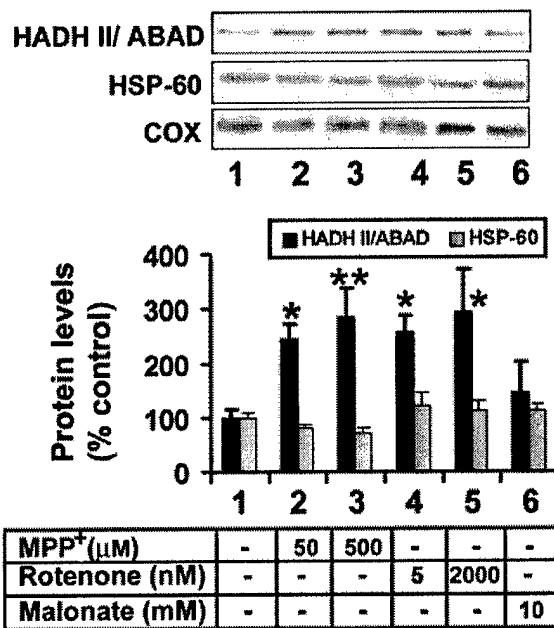 HADH II/ ABAD
HSP-60
COX
1 2 3 4 5 6
HADH II/ABAD HSP-60
Protein levels
(% control)
400
300
200
100
0
* ** * *
1 2 3 4 5 6
MPP+(µM) - 50 500 - - -
Rotenone (nM) - - - 5 2000 -
Malonate (mM) - - - - - 10